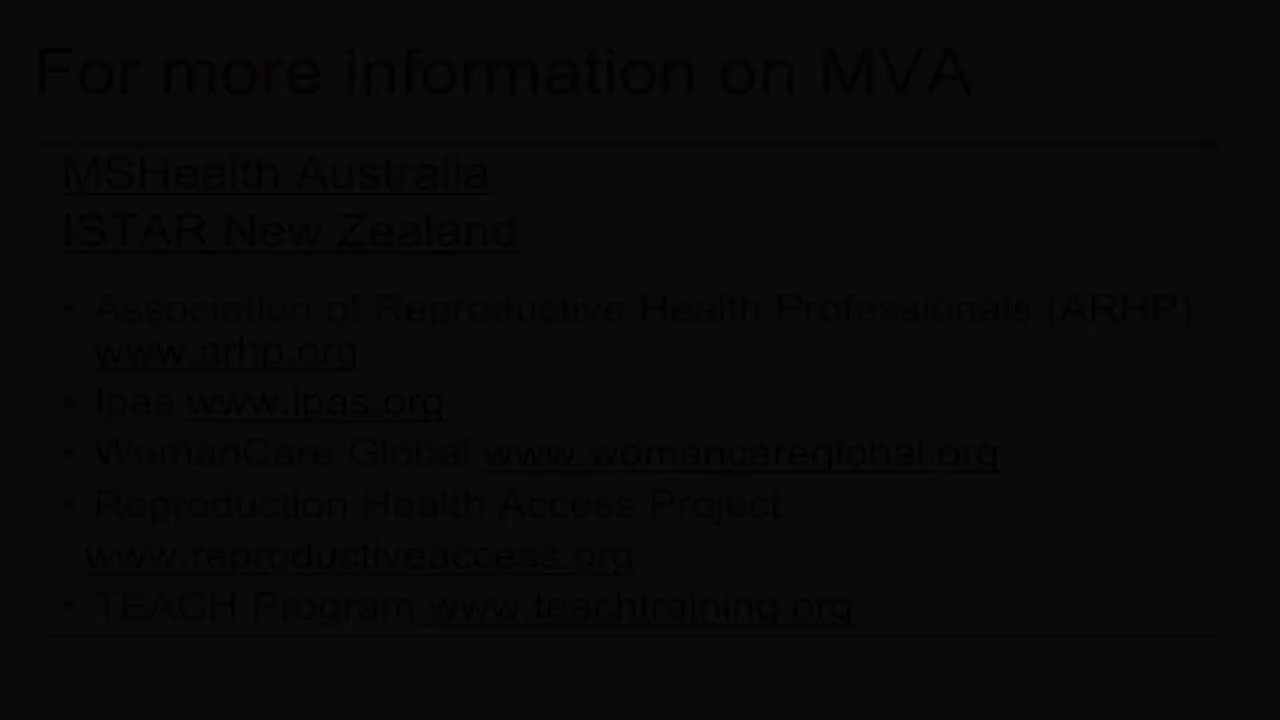 For more information on MVA
MSHealth Australia
ISTAR New Zealand
• Association of Reproductive Health Professionals (ARHP)
www.arhp.org
• Ipas www.ipas.org
• WomanCare Global www.womancareglobal.org
• Reproduction Health Access Project
www.reproductiveaccess.org
• TEACH Program www.teachtraining.org